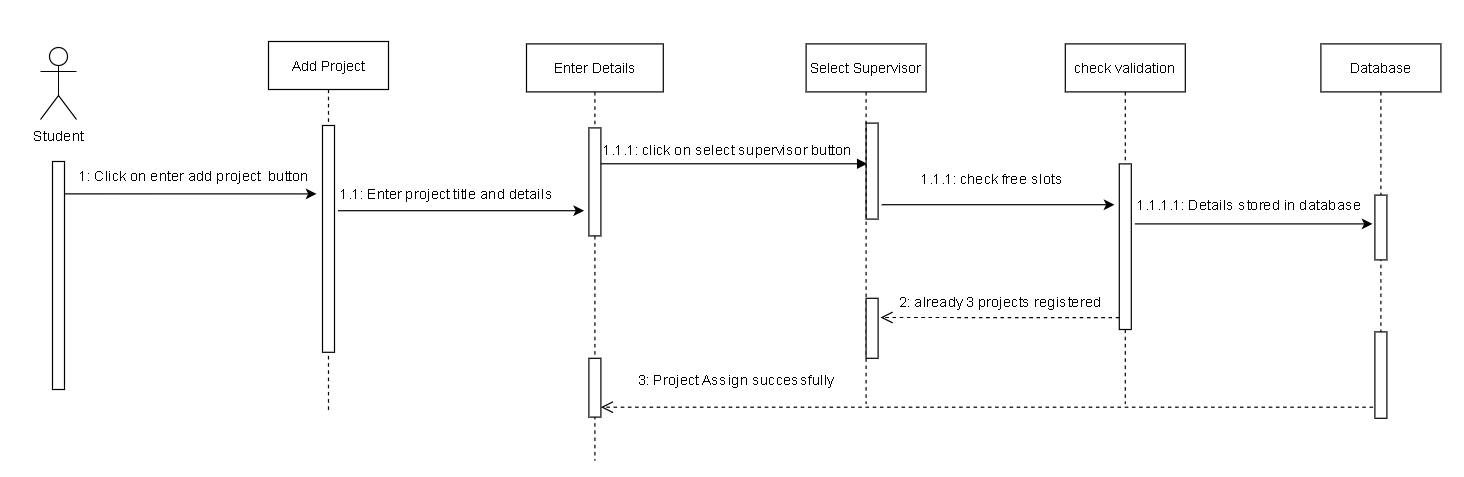 Add Project
Enter Details
Select Supervisor
check validation
Database
Student
1.1.1: click on select supervisor button
1: Click on enter add project button
1.1.1: check free slots
1.1: Enter project title and details
1.1.1.1: Details stored in database
2: already 3 projects registered
3: Project Assign successfully